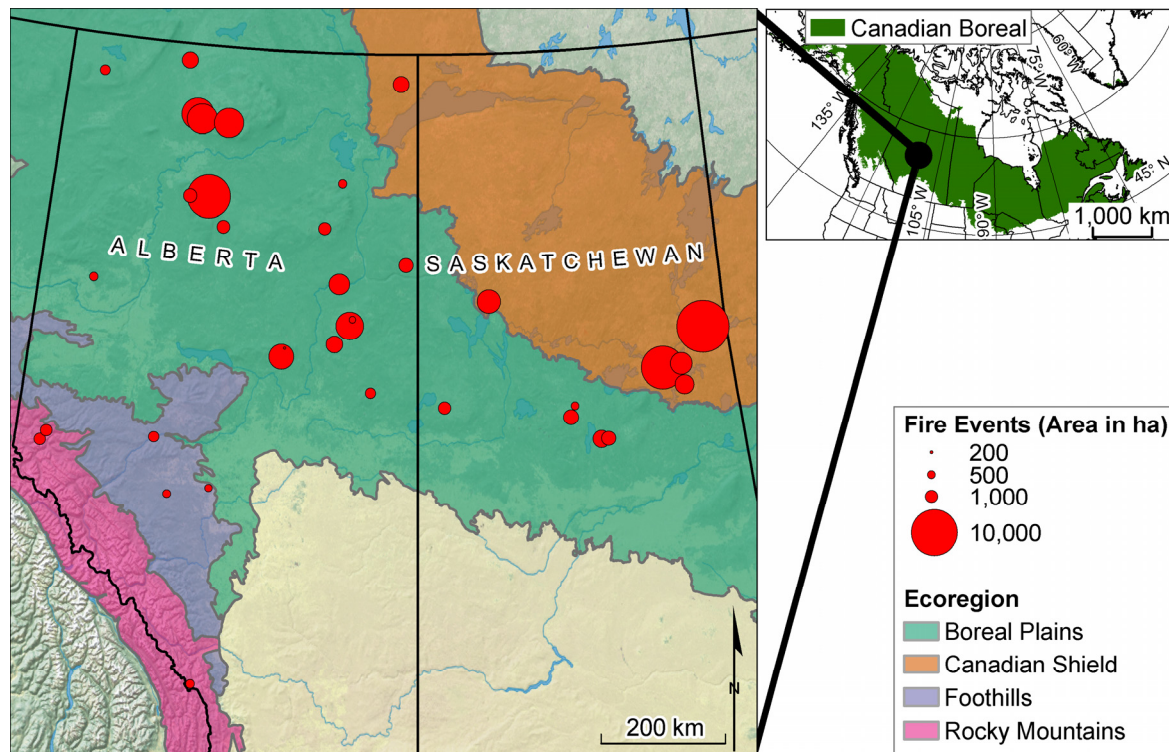 ALBERTA
SASKATCHEWAN
200 km
N
Canadian Boreal
60° W
75° W
135° W
105° W
90° W
45° N
1,000 km
Fire Events (Area in ha)
200
500
1,000
10,000
Ecoregion
Boreal Plains
Canadian Shield
Foothills
Rocky Mountains